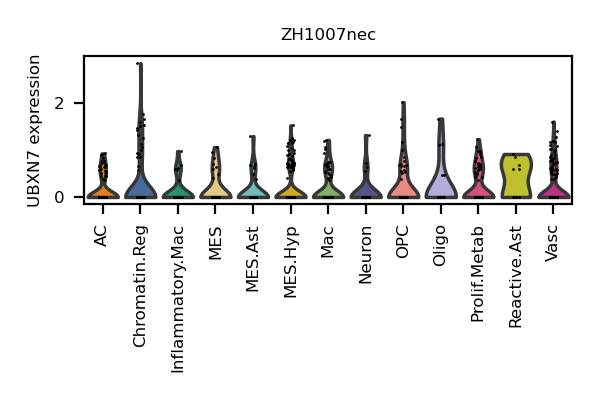 ZH1007nec
UBXN7 expression
2
0
AC
Chromatin.Reg
Inflammatory.Mac
MES
MES.Ast
MES.Hyp
Mac
Neuron
OPC
Oligo
Prolif.Metab
Reactive.Ast
Vasc